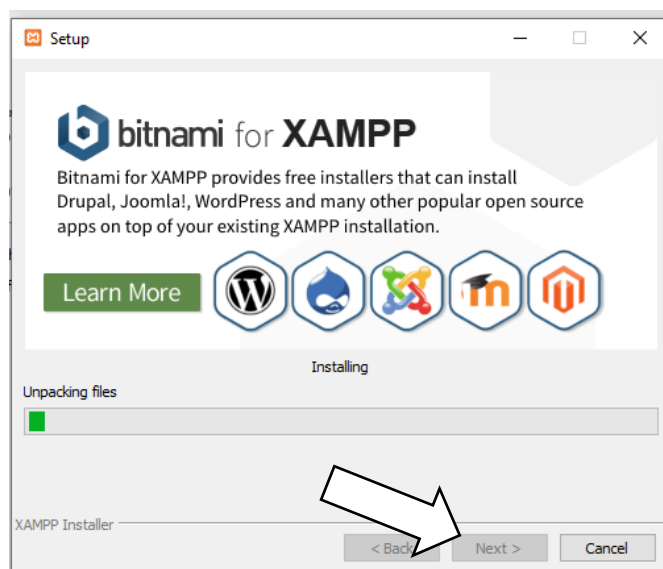 Setup
bitnami for XAMPP
Bitnami for XAMPP provides free installers that can install
Drupal, Joomla!, WordPress and many other popular open source
apps on top of your existing XAMPP installation.
Learn More
Installing
Unpacking files
XAMPP Installer
< Back
Next >
Cancel